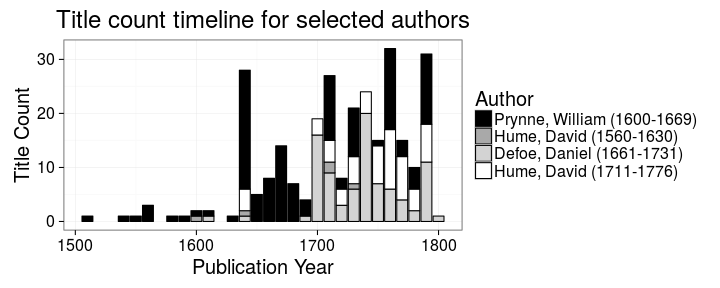 Title count timeline for selected authors
Title Count
30
20
10
0
1500 1600 1700 1800
Publication Year
Author
Prynne, William (1600-1669)
Hume, David (1560-1630)
Defoe, Daniel (1661-1731)
Hume, David (1711-1776)